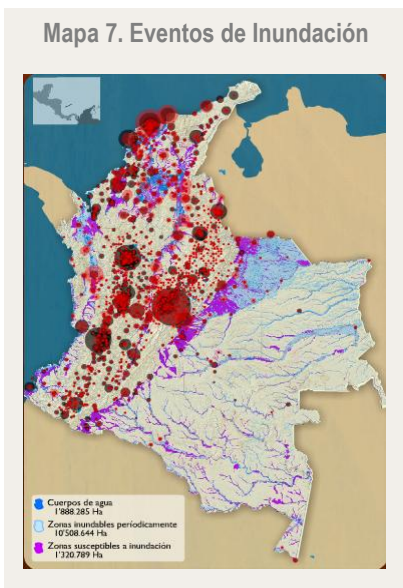 Mapa 7. Eventos de Inundación
Cuerpos de agua
1'888.285 Ha
Zonas inundables períodicamente
10'508.644 Ha
Zonas susceptibles a inundación
1'320.789 Ha